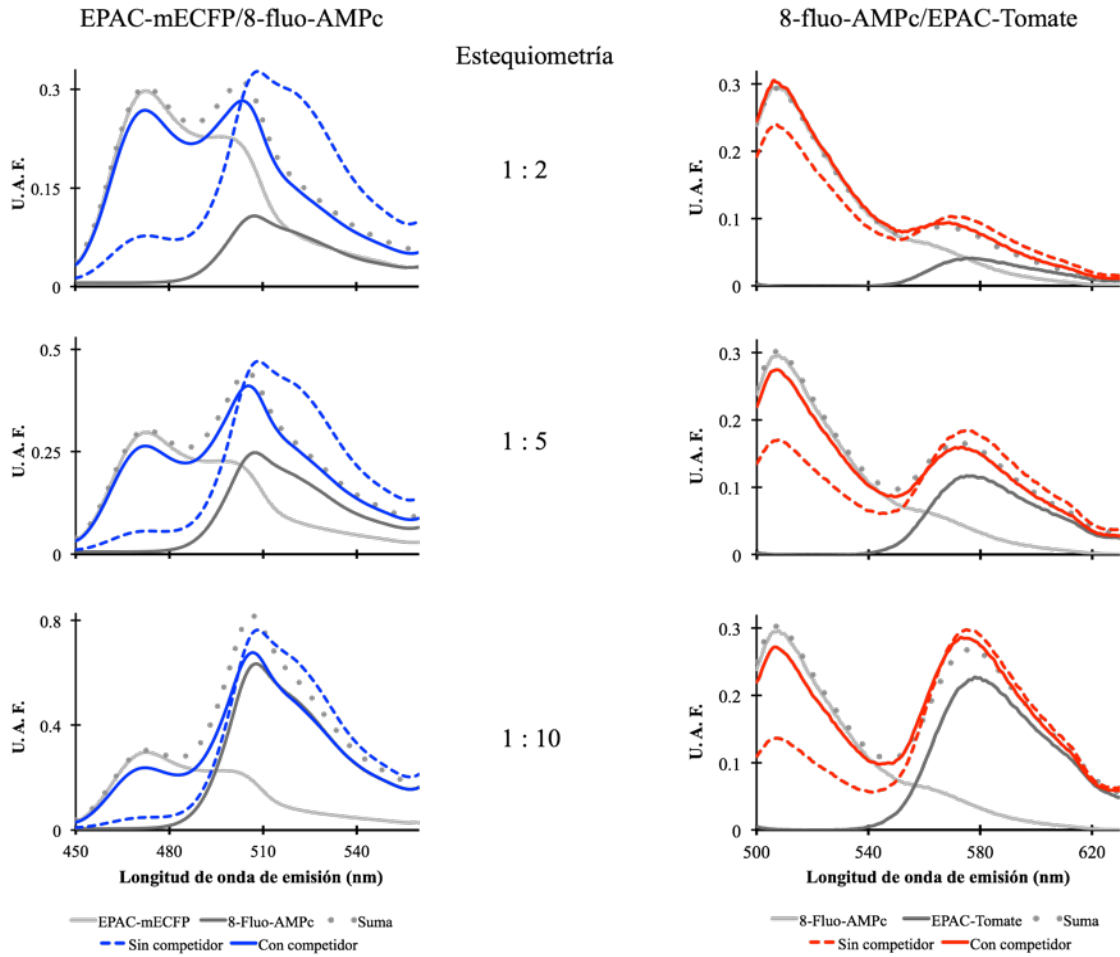 EPAC-mECFP/8-fluo-AMPc
8-fluo-AMPc/EPAC-Tomate
Estequiometría
U. A. F.
0.3
0.15
0
1 : 2
U. A. F.
0.3
0.2
0.1
0
U. A. F.
0.5
0.25
0
1 : 5
U. A. F.
0.3
0.2
0.1
0
U. A. F.
0.8
0.4
0
450 480 510 540
Longitud de onda de emisión (nm)
1 : 10
U. A. F.
0.3
0.2
0.1
0
500 540 580 620
Longitud de onda de emisión (nm)
EPAC-mECFP 8-Fluo-AMPc Suma
Sin competidor Con competidor
8-Fluo-AMPc EPAC-Tomate Suma
Sin competidor Con competidor